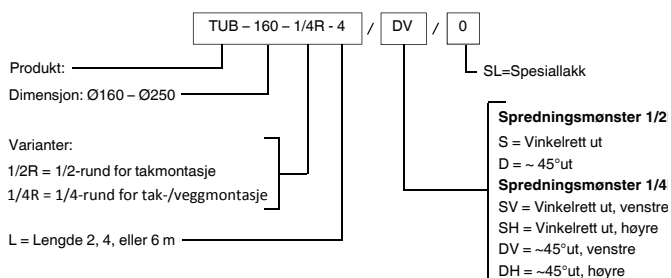 TUB – 160 – 1/4R - 4 / DV / 0
Produkt:
SL=Spesiallakk
Dimensjon: Ø160 – Ø250
Varianter:
1/2R = 1/2-rund for takmontasje
1/4R = 1/4-rund for tak-/veggmontasje
L = Lengde 2, 4, eller 6 m
Spredningsmønster 1/2
S = Vinkelrett ut
D = ~ 45°ut
Spredningsmønster 1/4
SV = Vinkelrett ut, venstre
SH = Vinkelrett ut, høyre
DV = ~45°ut, venstre
DH = ~45°ut, høyre